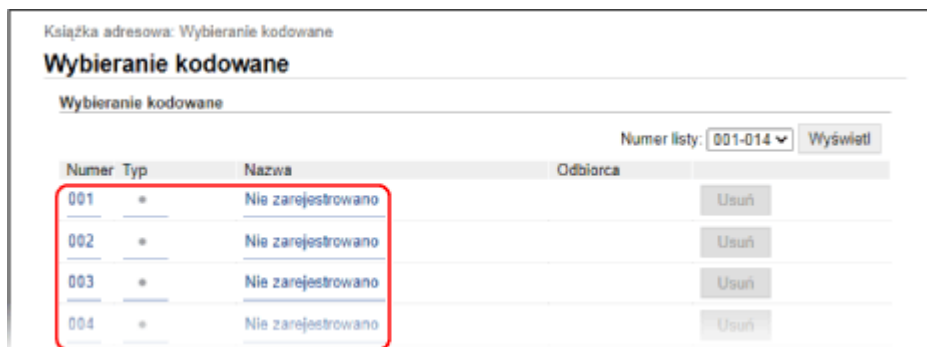 Książka adresowa: Wybieranie kodowane
Wybieranie kodowane
Wybieranie kodowane
Numer listy: 001-014 Wyświetl
Numer Typ Nazwa Odbiorca
001 Nie zarejestrowano Usuń
002 Nie zarejestrowano Usuń
003 Nie zarejestrowano Usuń
004 Nie zarejestrowano Usuń